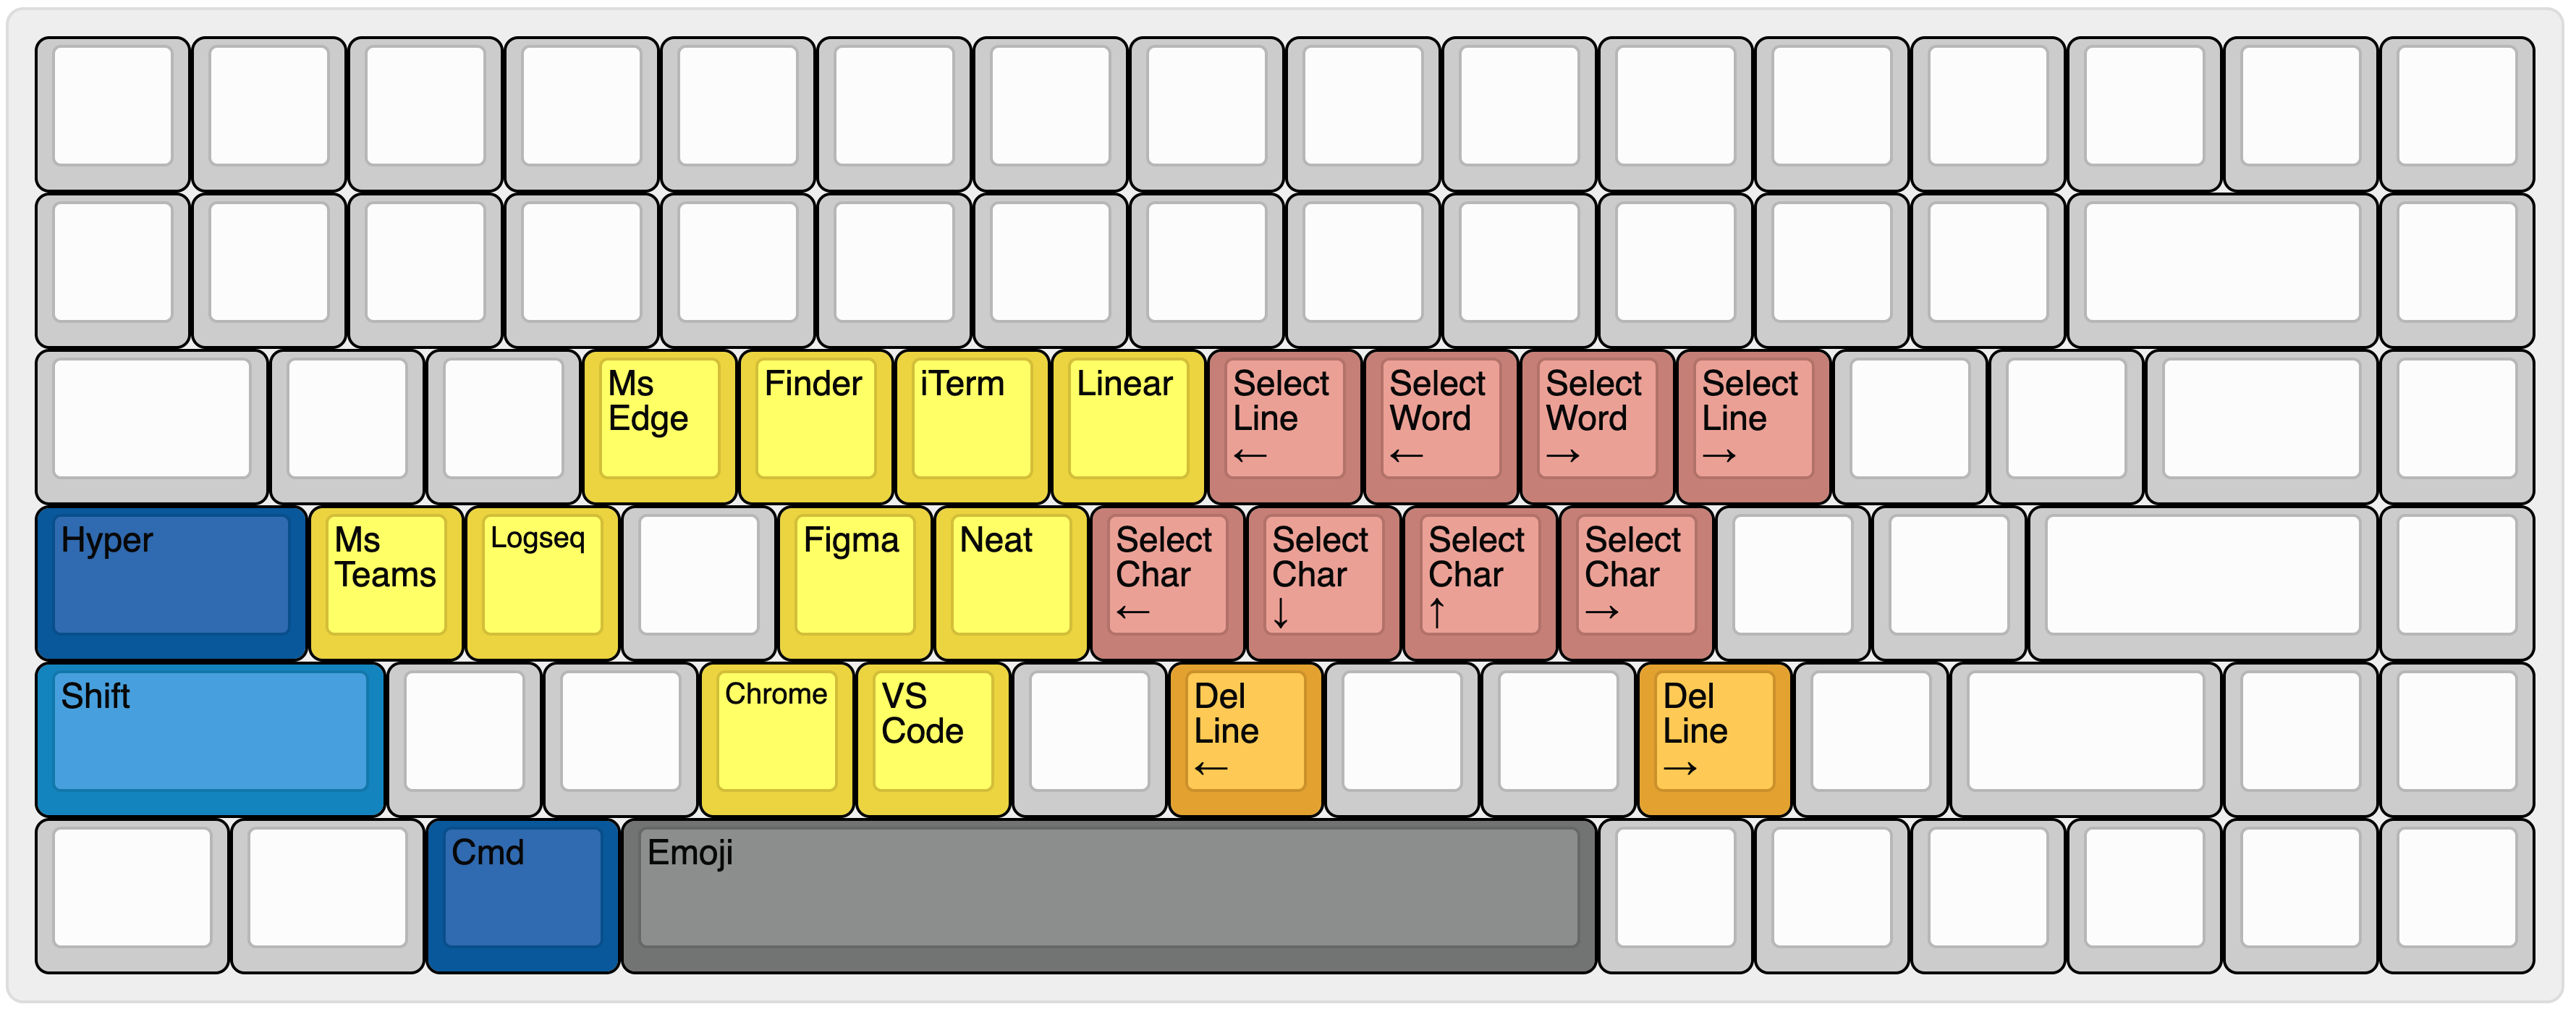 Ms
Edge
Finder
iTerm
Linear
Select
Line
←
Select
Word
←
Select
Word
→
Select
Line
→
Hyper
Ms
Teams
Logseq
Figma
Neat
Select
Char
←
Select
Char
↓
Select
Char
↑
Select
Char
→
Shift
Chrome
VS
Code
Del
Line
←
Del
Line
→
Cmd
Emoji